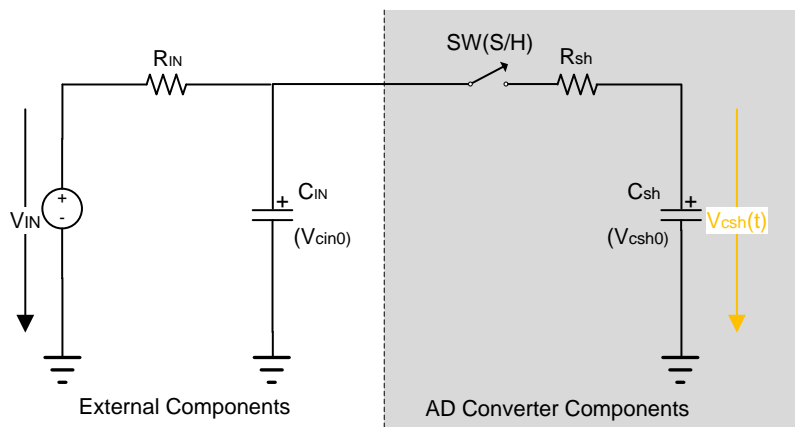 SW(S/H)
RIN
Rsh
+
-
VIN
CIN
+
(Vcin0)
Csh
+
(Vcsh0)
Vcsh(t)
External Components
AD Converter Components